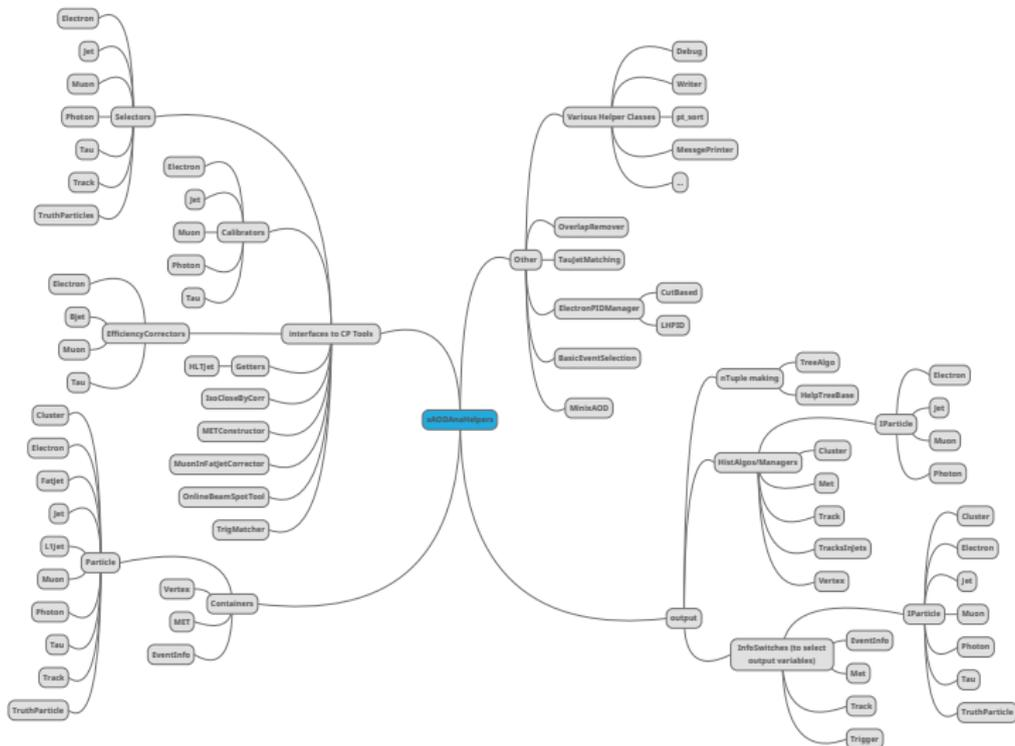 xAODAnaHelpers
interfaces to CP Tools
Selectors
Electron
Jet
Muon
Photon
Tau
Track
TruthParticles
Calibrators
Electron
Jet
Muon
Photon
Tau
EfficiencyCorrectors
Electron
BJet
Muon
Tau
Getters
HLTJet
IsoCloseByCorr
METConstructor
MuonInFatJetCorrector
OnlineBeamSpotTool
TrigMatcher
Containers
Particle
Cluster
Electron
FatJet
Jet
L1Jet
Muon
Photon
Tau
Track
TruthParticle
Vertex
MET
EventInfo
Other
Various Helper Classes
Debug
Writer
pt_sort
MessgePrinter
...
OverlapRemover
TauJetMatching
ElectronPIDManager
CutBased
LHPID
BasicEventSelection
MinixAOD
output
nTuple making
TreeAlgo
HelpTreeBase
HistAlgos/Managers
IParticle
Electron
Jet
Muon
Photon
Cluster
Met
Track
TracksInJets
Vertex
InfoSwitches (to select
output variables)
IParticle
Cluster
Electron
Jet
Muon
Photon
Tau
TruthParticle
EventInfo
Met
Track
Trigger